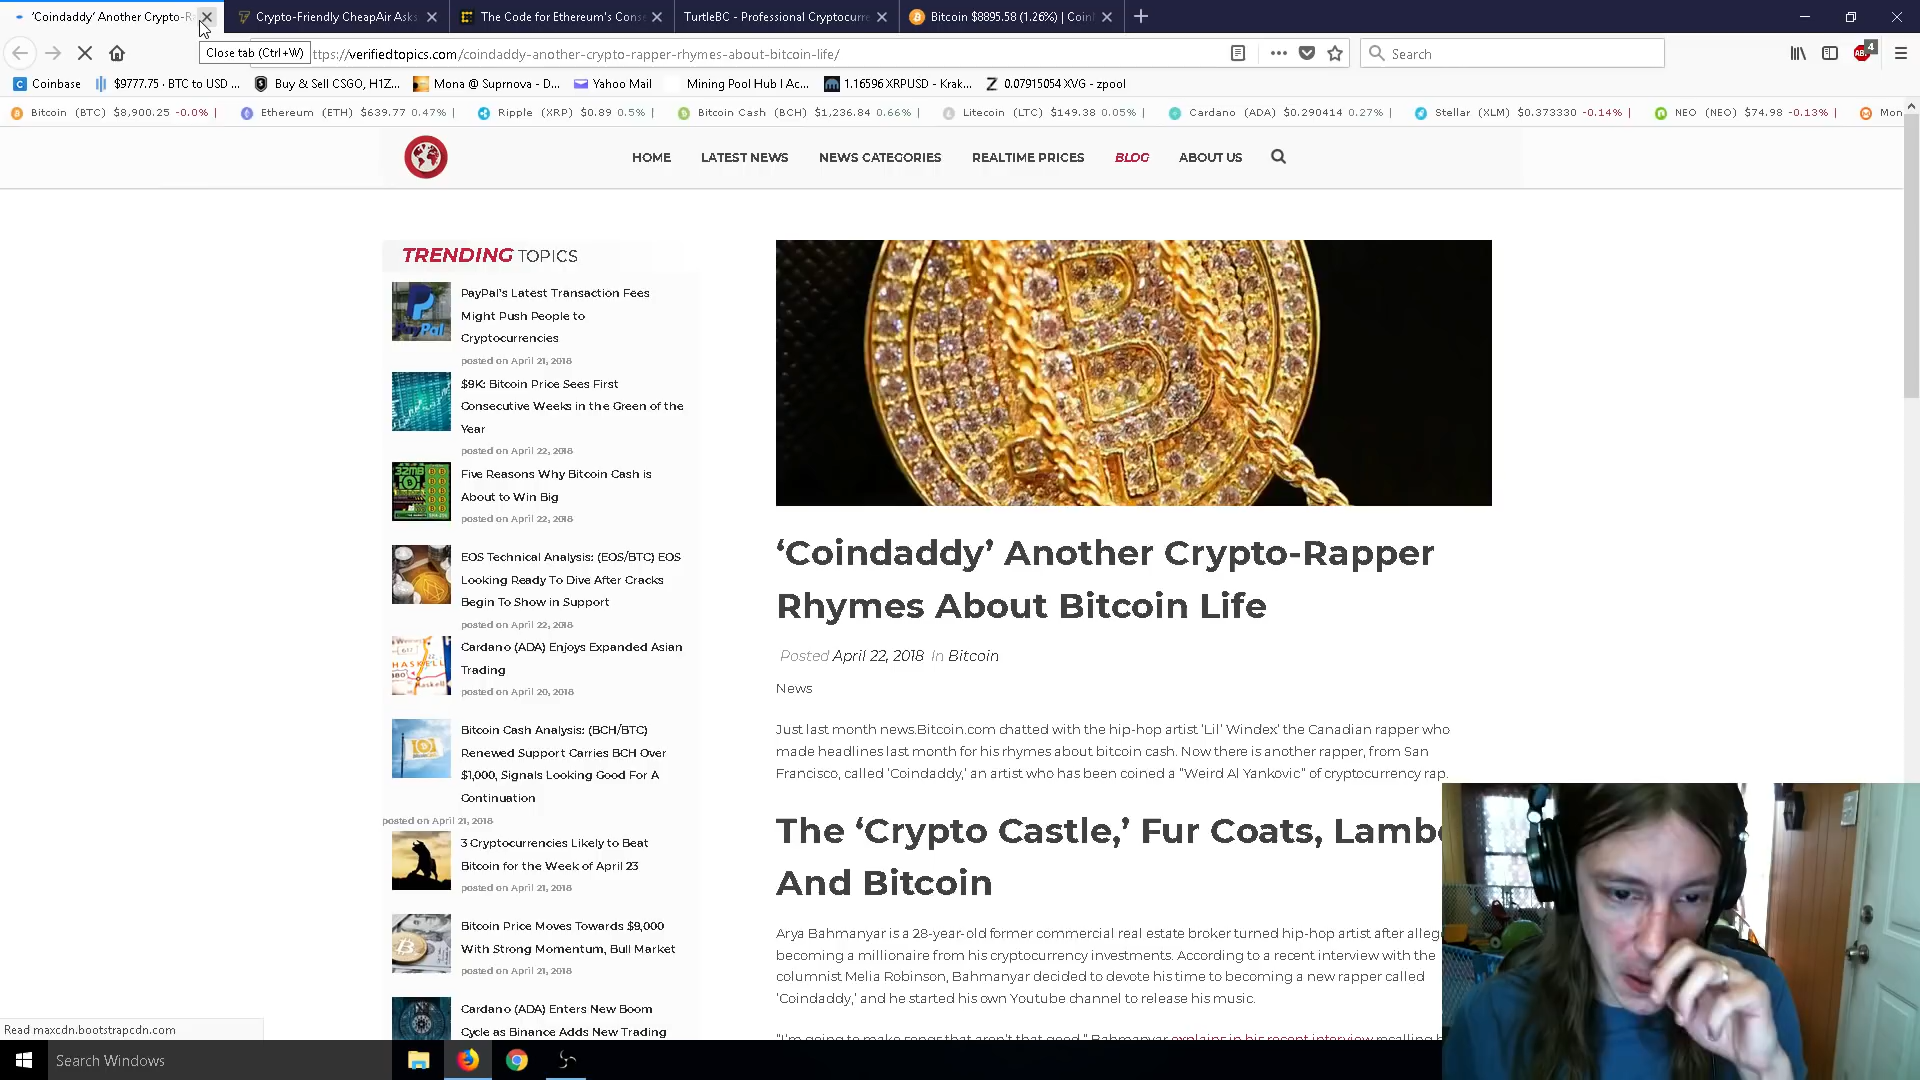 'Coindaddy' Another Crypto-R
Crypto-Friendly CheapAir Asks
The Code for Ethereum's Conse
TurtleBC - Professional Cryptocurre
Bitcoin $8895.58 (1.26%) | Coin
Close tab (Ctrl+W)
ttps://verifiedtopics.com/coindaddy-another-crypto-rapper-rhymes-about-bitcoin-life/
Search
4
Coinbase
$9777.75 · BTC to USD ...
Buy & Sell CSGO, H1Z...
Mona @ Suprnova - D...
Yahoo Mail
Mining Pool Hub | Ac...
1.16596 XRPUSD - Krak...
0.07915054 XVG - zpool
Bitcoin (BTC) $8,900.25 -0.0% |
Ethereum (ETH) $639.77 0.47% |
Ripple (XRP) $0.89 0.5% |
Bitcoin Cash (BCH) $1,236.84 0.66% |
Litecoin (LTC) $149.38 0.05% |
Cardano (ADA) $0.290414 0.27% |
Stellar (XLM) $0.373330 -0.14% |
NEO (NEO) $74.98 -0.13% |
Mon
HOME
LATEST NEWS
NEWS CATEGORIES
REALTIME PRICES
BLOG
ABOUT US
TRENDING TOPICS
PayPal's Latest Transaction Fees
Might Push People to
Cryptocurrencies
posted on April 21, 2018
$9K: Bitcoin Price Sees First
Consecutive Weeks in the Green of the
Year
posted on April 22, 2018
Five Reasons Why Bitcoin Cash is
About to Win Big
posted on April 22, 2018
EOS Technical Analysis: (EOS/BTC) EOS
Looking Ready To Dive After Cracks
Begin To Show in Support
posted on April 22, 2018
Cardano (ADA) Enjoys Expanded Asian
Trading
posted on April 20, 2018
Bitcoin Cash Analysis: (BCH/BTC)
Renewed Support Carries BCH Over
$1,000, Signals Looking Good For A
Continuation
posted on April 21, 2018
3 Cryptocurrencies Likely to Beat
Bitcoin for the Week of April 23
posted on April 21, 2018
Bitcoin Price Moves Towards $9,000
With Strong Momentum, Bull Market
posted on April 21, 2018
Cardano (ADA) Enters New Boom
Cycle as Binance Adds New Trading
‘Coindaddy’ Another Crypto-Rapper
Rhymes About Bitcoin Life
Posted April 22, 2018 In Bitcoin
News
Just last month news.Bitcoin.com chatted with the hip-hop artist ‘Lil’ Windex’ the Canadian rapper who
made headlines last month for his rhymes about bitcoin cash. Now there is another rapper, from San
Francisco, called ‘Coindaddy,’ an artist who has been coined a “Weird Al Yankovic” of cryptocurrency rap.
The ‘Crypto Castle,’ Fur Coats, Lamb
And Bitcoin
Arya Bahmanyar is a 28-year-old former commercial real estate broker turned hip-hop artist after alleg
becoming a millionaire from his cryptocurrency investments. According to a recent interview with the
columnist Melia Robinson, Bahmanyar decided to devote his time to becoming a new rapper called
‘Coindaddy,’ and he started his own Youtube channel to release his music.
“I’m going to make songs that aren’t that good,” Bahmanyar explains in his recent interview recalling
Read maxcdn.bootstrapcdn.com
Search Windows